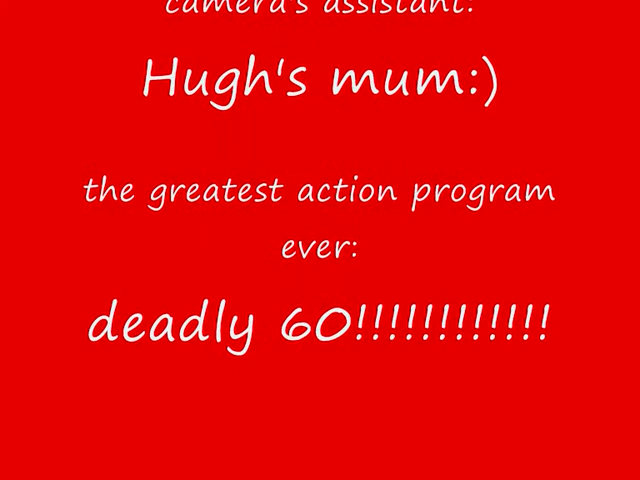 camera's assistant:
Hugh's mum:)
the greatest action program
ever:
deadly 60!!!!!!!!!!!!